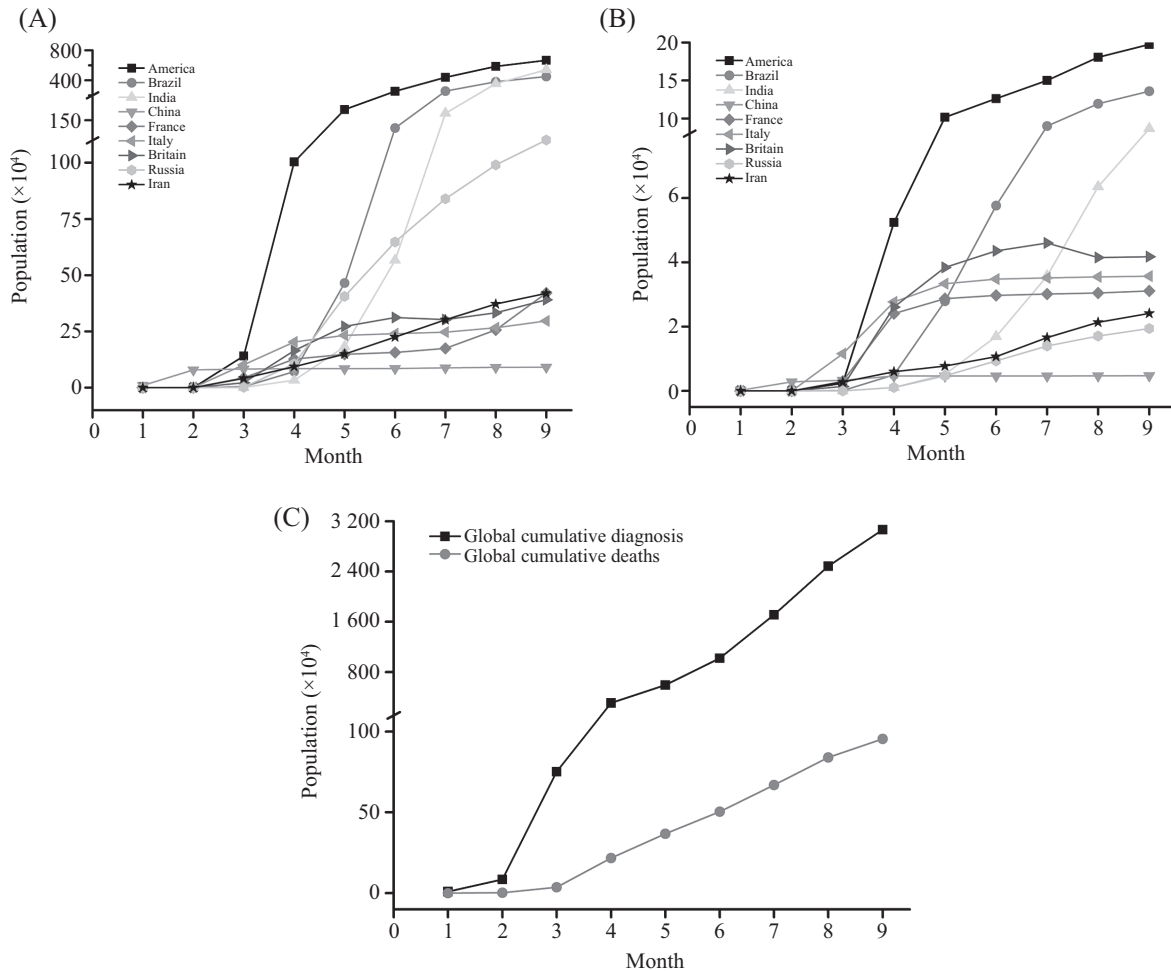 (A)
800
400
150
100
75
50
25
0
Population (×10⁴)
America
Brazil
India
China
France
Italy
Britain
Russia
Iran
0 1 2 3 4 5 6 7 8 9
Month
(B)
20
15
10
6
4
2
0
Population (×10⁴)
America
Brazil
India
China
France
Italy
Britain
Russia
Iran
0 1 2 3 4 5 6 7 8 9
Month
(C)
3 200
2 400
1 600
800
100
50
0
Population (×10⁴)
Global cumulative diagnosis
Global cumulative deaths
0 1 2 3 4 5 6 7 8 9
Month